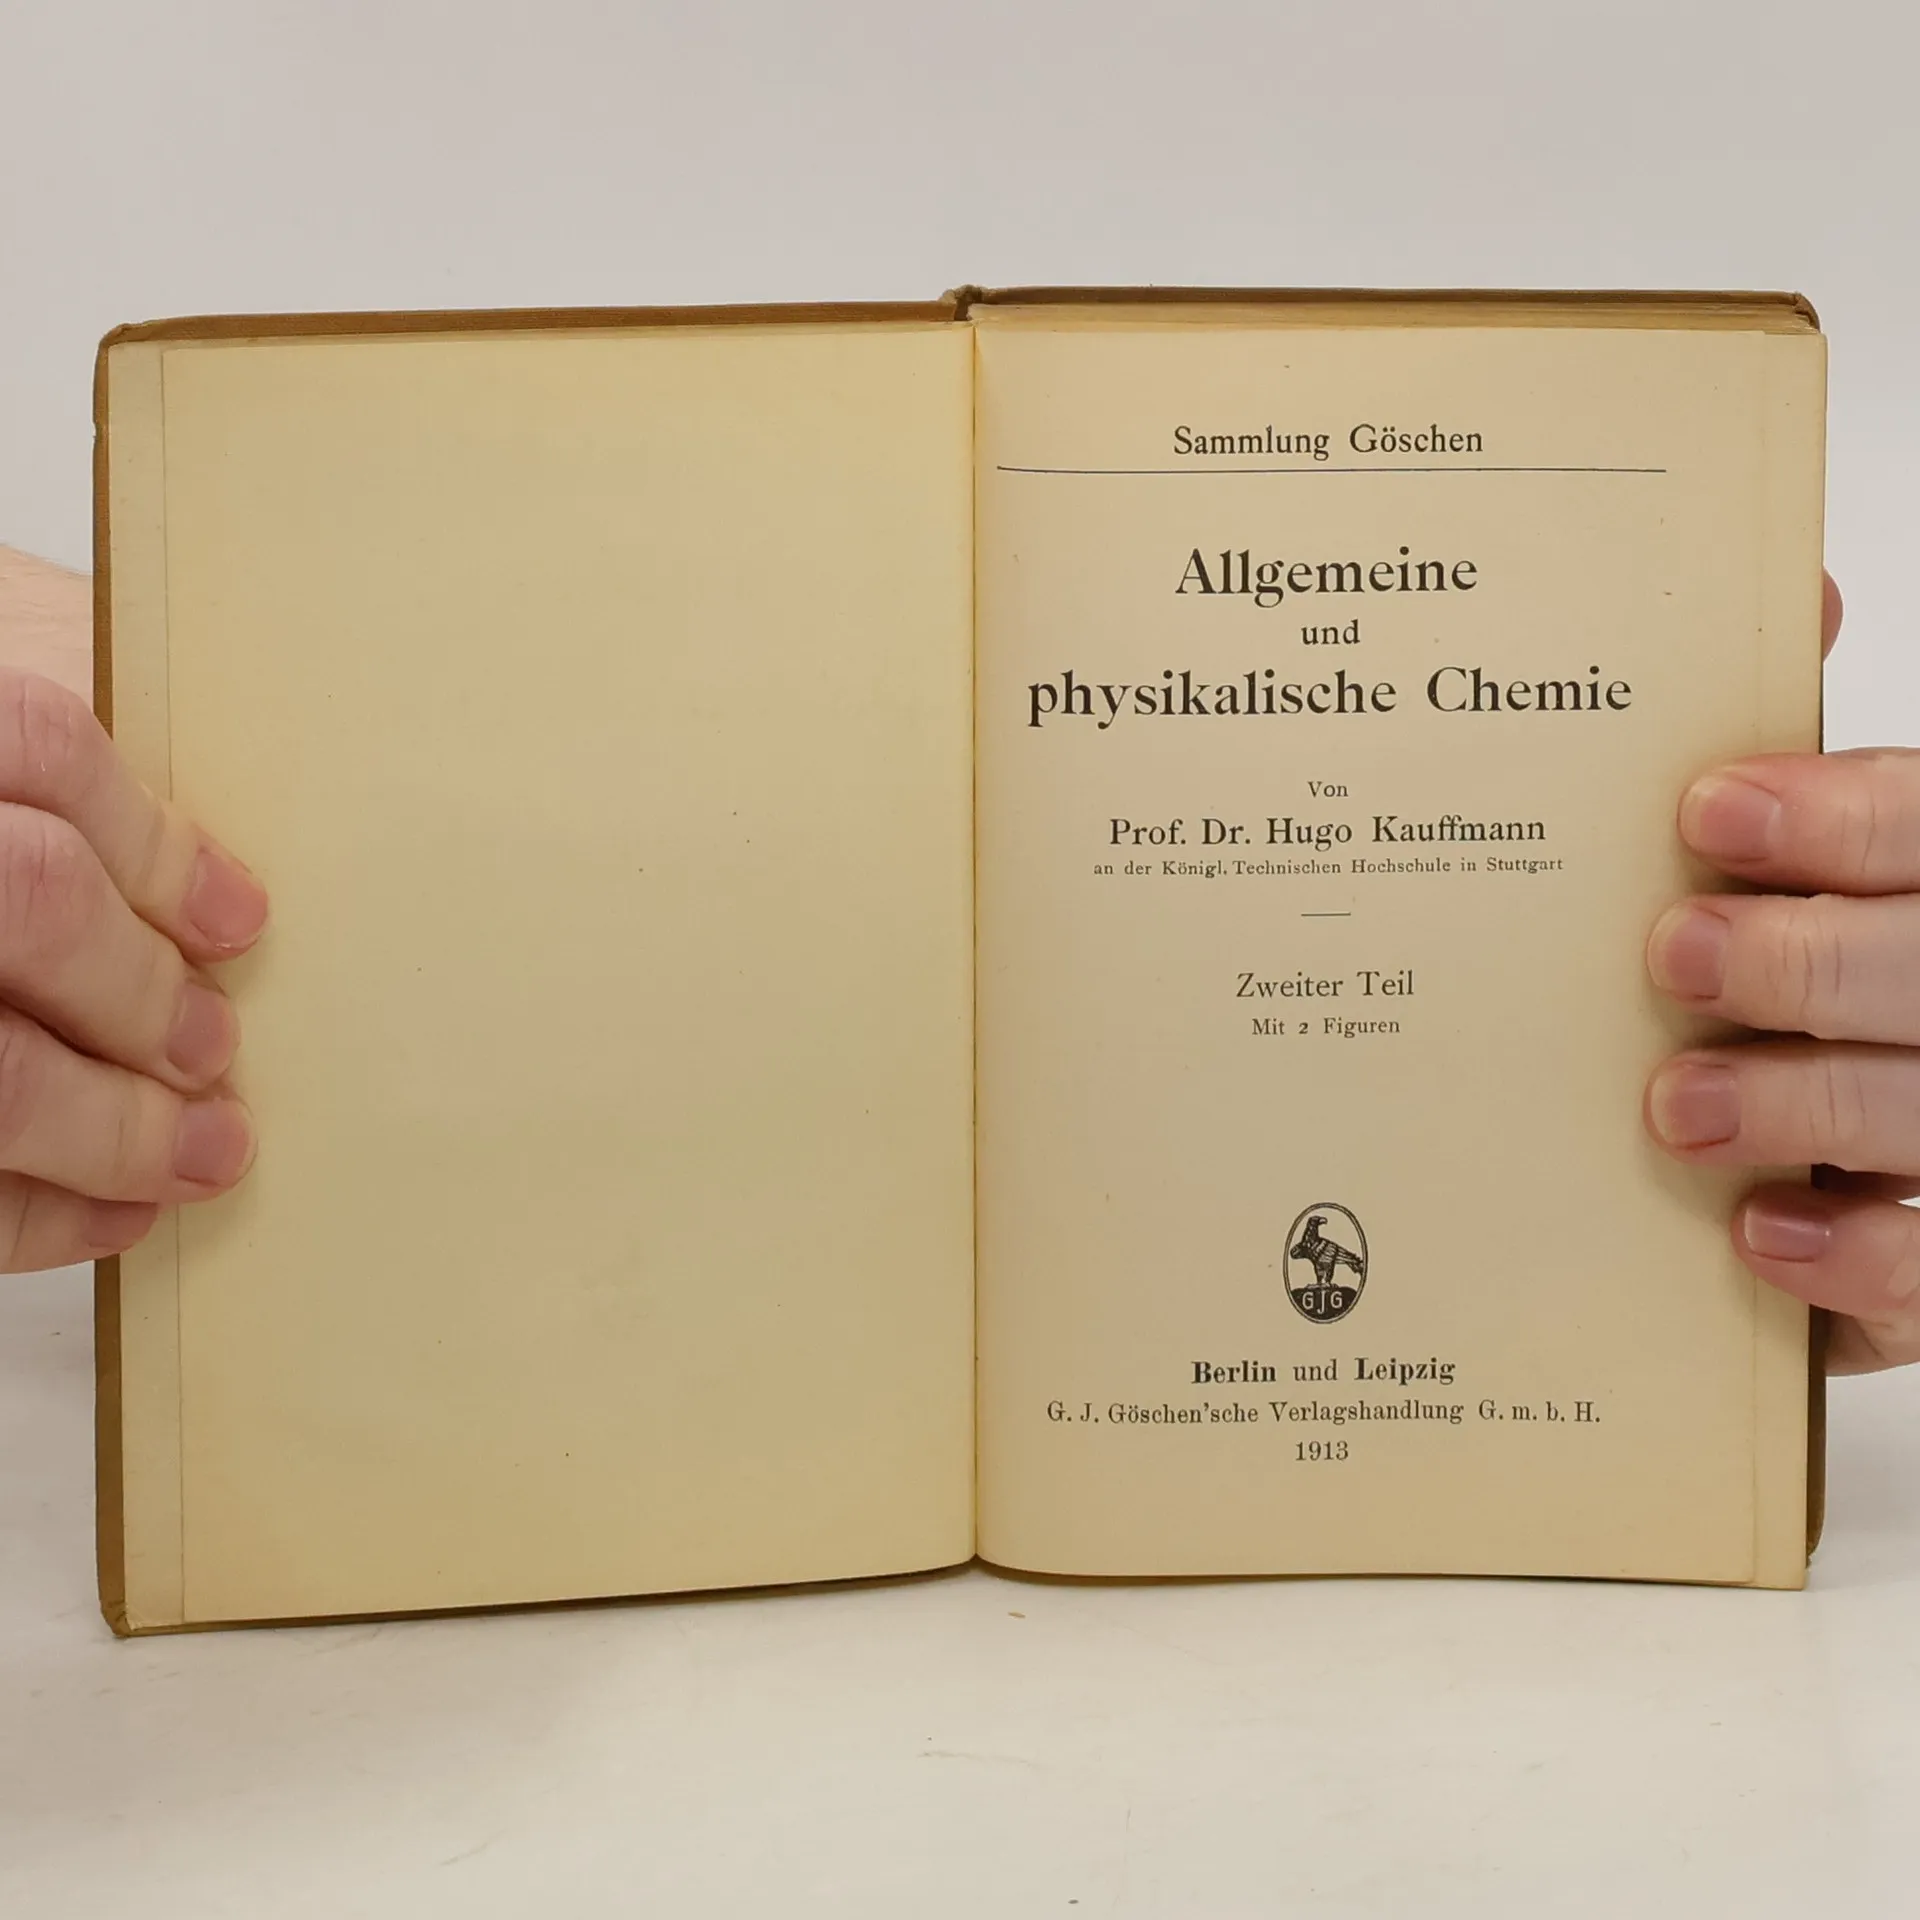 Sammlung Göschen
Allgemeine
und
physikalische Chemie
Von
Prof. Dr. Hugo Kauffmann
an der Königl. Technischen Hochschule in Stuttgart
Zweiter Teil
Mit 2 Figuren
GJG
Berlin und Leipzig
G. J. Göschen'sche Verlagshandlung G. m. b. H.
1913